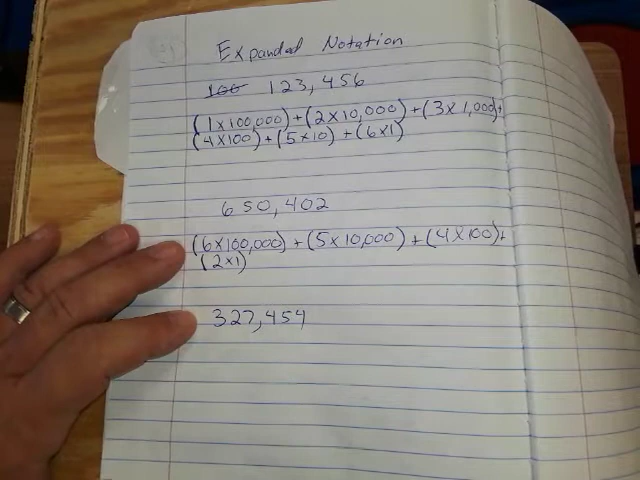 Expanded Notation
100 123,456
(1x100,000)+(2x10,000)+(3x1,000)+
(4x100)+(5x10)+(6x1)
650,402
(6x100,000)+(5x10,000)+(4x100)+
(2x1)
327,454